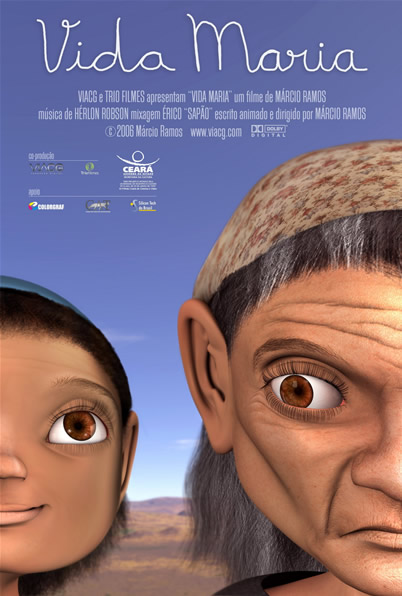 Vida Maria
VIACG E TRIO FILMES apresentam "VIDA MARIA" um filme de MÁRCIO RAMOS
música de HÉRLON ROBSON mixagem ÉRICO "SAPÃO" escrito animado e dirigido por MÁRCIO RAMOS
© 2006 Márcio Ramos www.viacg.com DOLBY
DIGITAL
co-produção
VIACG
CEARÁ
apoio
COLORGRAF